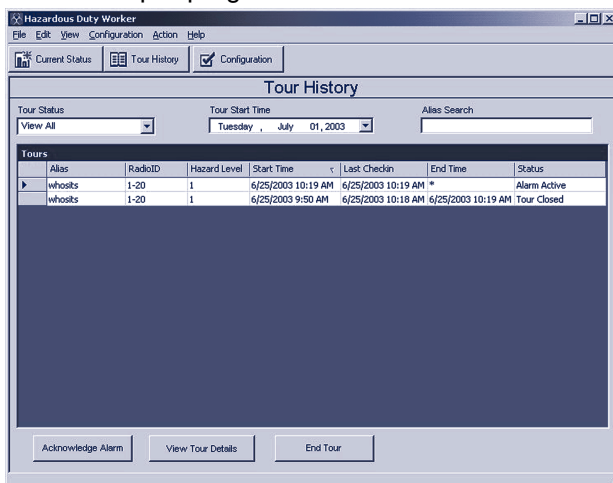 Hazardous Duty Worker
File Edit View Configuration Action Help
Current Status Tour History Configuration
Tour History
Tour Status Tour Start Time Alias Search
View All Tuesday , July 01, 2003
Tours
Alias RadioID Hazard Level Start Time Last Checkin End Time Status
whosits 1-20 1 6/25/2003 10:19 AM 6/25/2003 10:19 AM * Alarm Active
whosits 1-20 1 6/25/2003 9:50 AM 6/25/2003 10:18 AM 6/25/2003 10:19 AM Tour Closed
Acknowledge Alarm View Tour Details End Tour